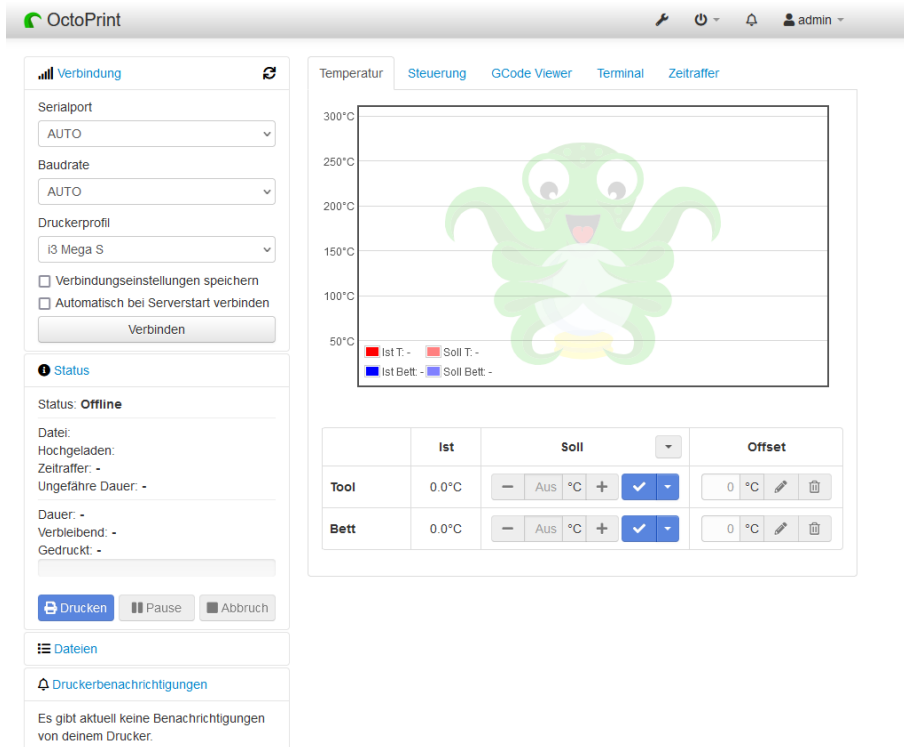 OctoPrint
admin
Verbindung
Serialport
AUTO
Baudrate
AUTO
Druckerprofil
i3 Mega S
Verbindungseinstellungen speichern
Automatisch bei Serverstart verbinden
Verbinden
Status
Status: Offline
Datei:
Hochgeladen:
Zeitraffer: -
Ungefähre Dauer: -
Dauer: -
Verbleibend: -
Gedruckt: -
Drucken Pause Abbruch
Dateien
Druckerbenachrichtigungen
Es gibt aktuell keine Benachrichtigungen
von deinem Drucker.
Temperatur Steuerung GCode Viewer Terminal Zeitraffer
300°C
250°C
200°C
150°C
100°C
50°C
Ist T: - Soll T: -
Ist Bett: - Soll Bett: -
Ist Soll Offset
Tool 0.0°C Aus °C 0 °C
Bett 0.0°C Aus °C 0 °C